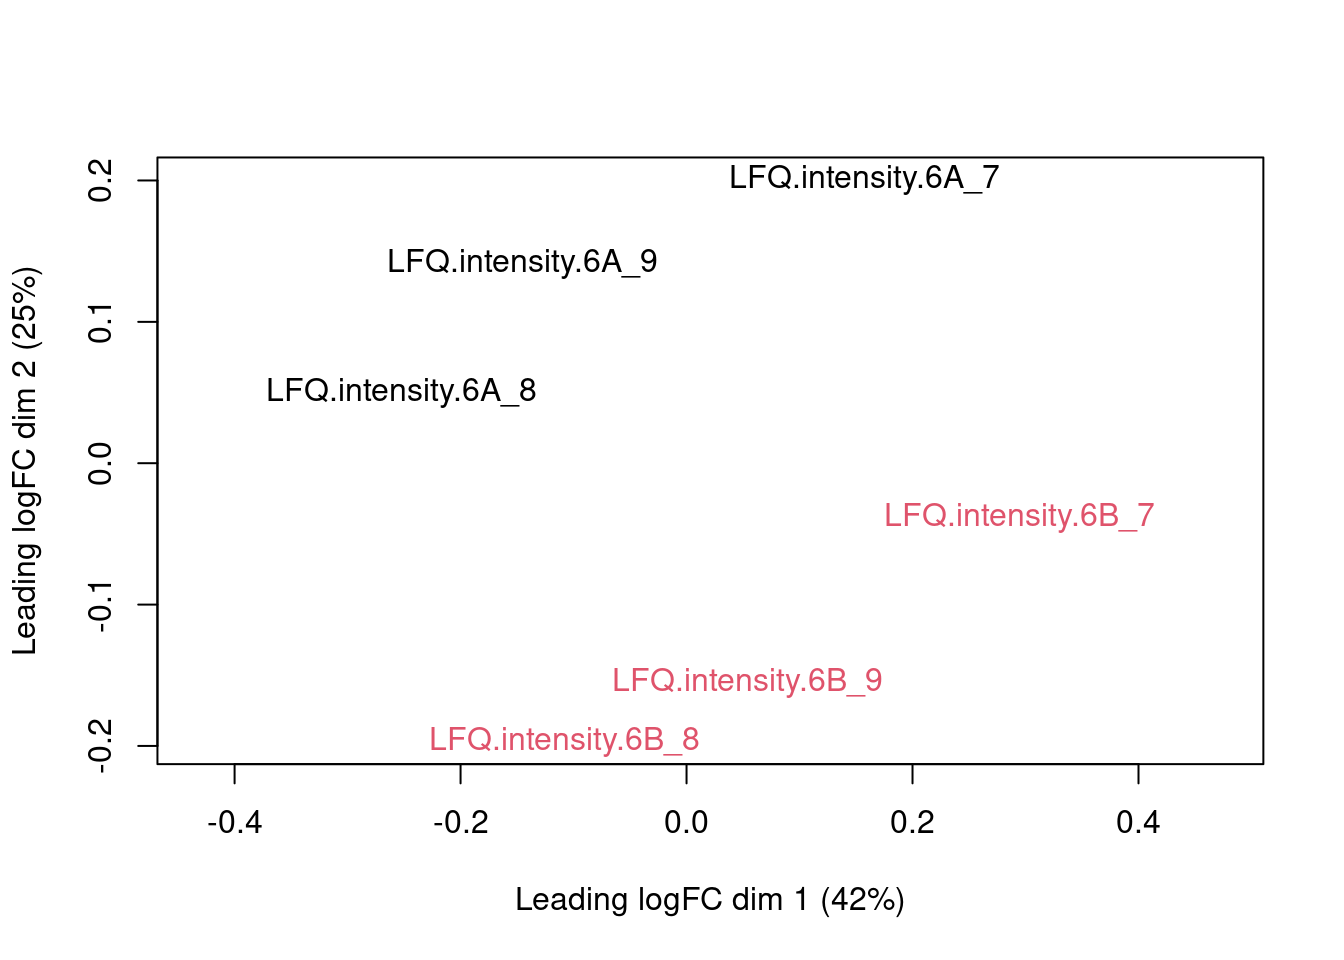 LFQ.intensity.6A_7
LFQ.intensity.6A_9
LFQ.intensity.6A_8
LFQ.intensity.6B_7
LFQ.intensity.6B_9
LFQ.intensity.6B_8
0.2
0.1
0.0
-0.1
-0.2
Leading logFC dim 2 (25%)
-0.4 -0.2 0.0 0.2 0.4
Leading logFC dim 1 (42%)